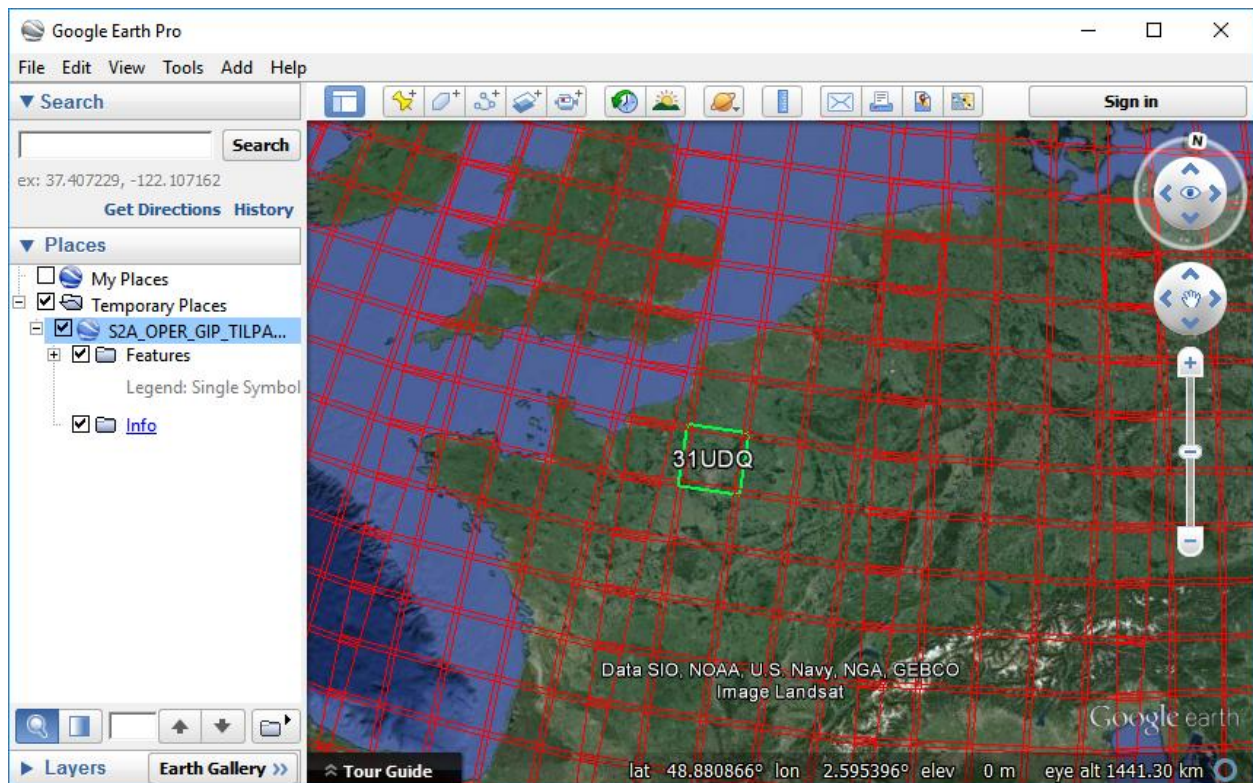 Google Earth Pro
File Edit View Tools Add Help
Search
Sign in
Search
ex: 37.407229, -122.107162
Get Directions History
Places
My Places
Temporary Places
S2A_OPER_GIP_TILPA...
Features
Legend: Single Symbol
Info
N
31UDQ
Data SIO, NOAA, U.S. Navy, NGA, GEBCO
Image Landsat
Google earth
Layers
Earth Gallery >>
Tour Guide
lat 48.880866° lon 2.595396° elev 0 m eye alt 1441.30 km